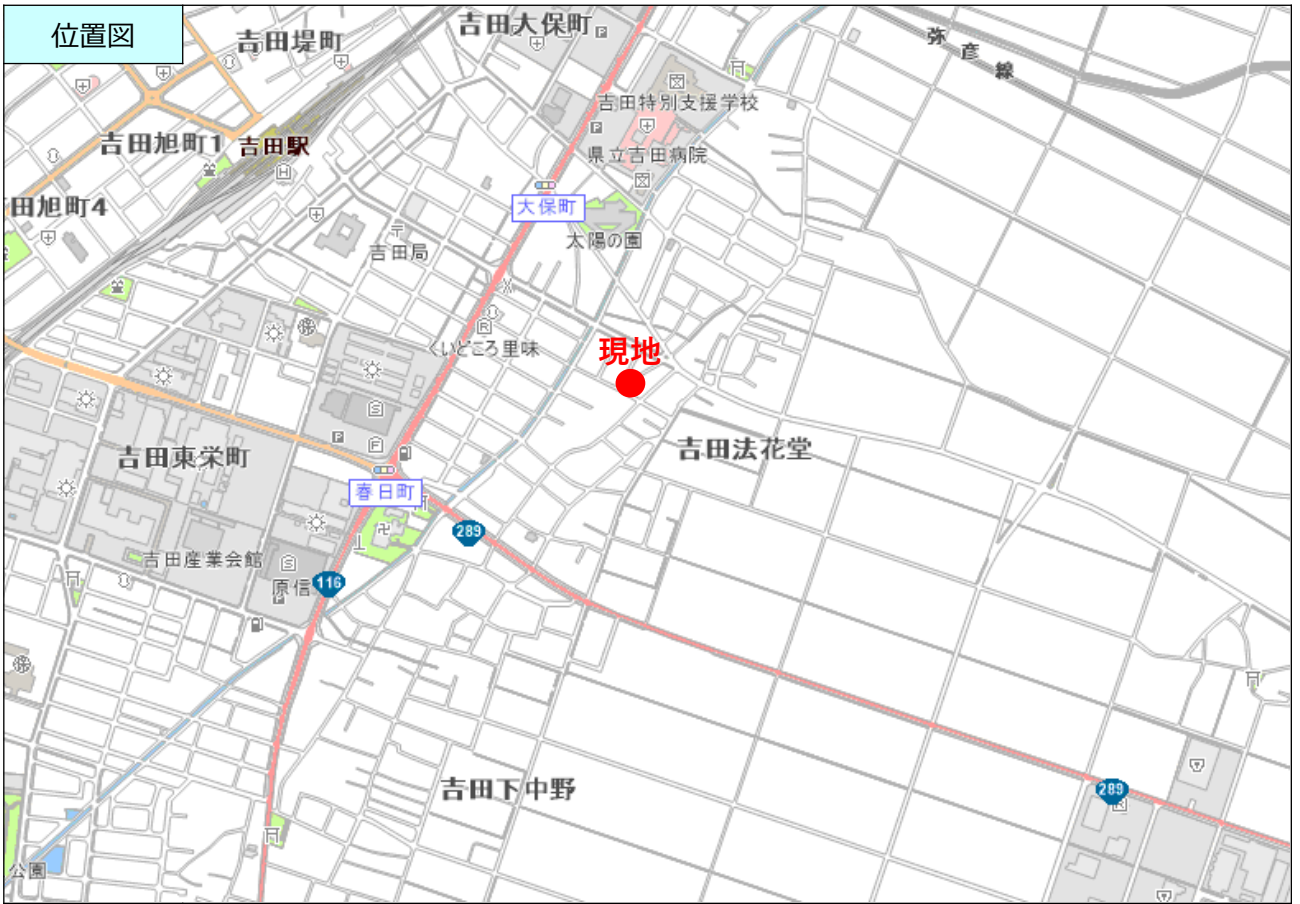 位置図
吉田堤町
吉田大保町
弥彦線
吉田特別支援学校
吉田旭町1
吉田駅
県立吉田病院
田旭町4
大保町
太陽の園
吉田局
くいどころ里味
現地
吉田東栄町
吉田法花堂
春日町
289
吉田産業会館
原信
116
吉田下中野
289
公園